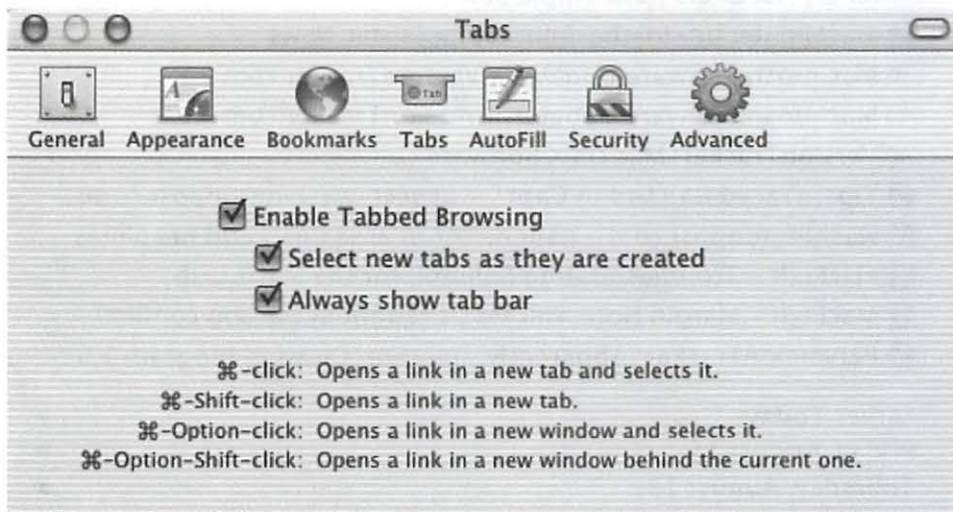 Tabs
General Appearance Bookmarks Tabs AutoFill Security Advanced
Enable Tabbed Browsing
Select new tabs as they are created
Always show tab bar
⌘-click: Opens a link in a new tab and selects it.
⌘-Shift-click: Opens a link in a new tab.
⌘-Option-click: Opens a link in a new window and selects it.
⌘-Option-Shift-click: Opens a link in a new window behind the current one.